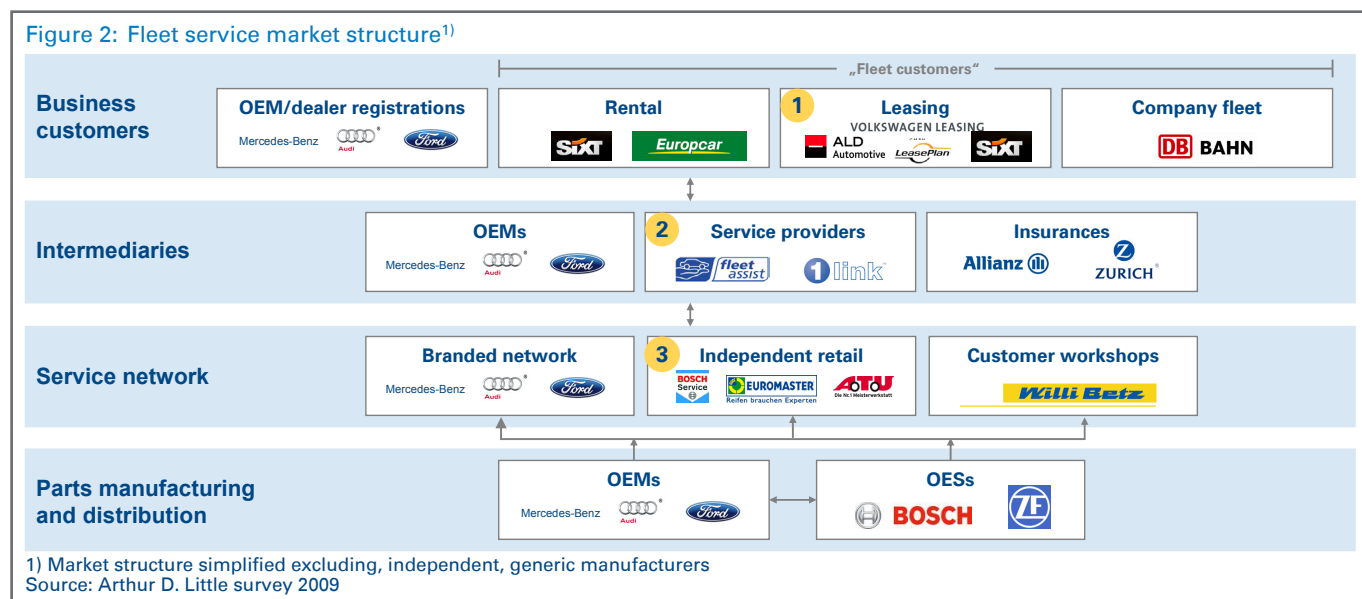 Figure 2: Fleet service market structure1)
„Fleet customers“
Business
customers
OEM/dealer registrations
Mercedes-Benz
Audi
Ford
Rental
SIXT
Europcar
1
Leasing
VOLKSWAGEN LEASING
GMBH
ALD
Automotive
LeasePlan
SIXT
Company fleet
DB BAHN
Intermediaries
OEMs
Mercedes-Benz
Audi
Ford
2
Service providers
fleet
assist
1link™
Insurances
Allianz
Z
ZURICH®
Service network
Branded network
Mercedes-Benz
Audi
Ford
3
Independent retail
BOSCH
Service
EUROMASTER
Reifen brauchen Experten
A.T.U
Die Nr.1 Meisterwerkstatt
Customer workshops
Willi Betz
Parts manufacturing
and distribution
OEMs
Mercedes-Benz
Audi
Ford
OESs
BOSCH
ZF
1) Market structure simplified excluding, independent, generic manufacturers
Source: Arthur D. Little survey 2009